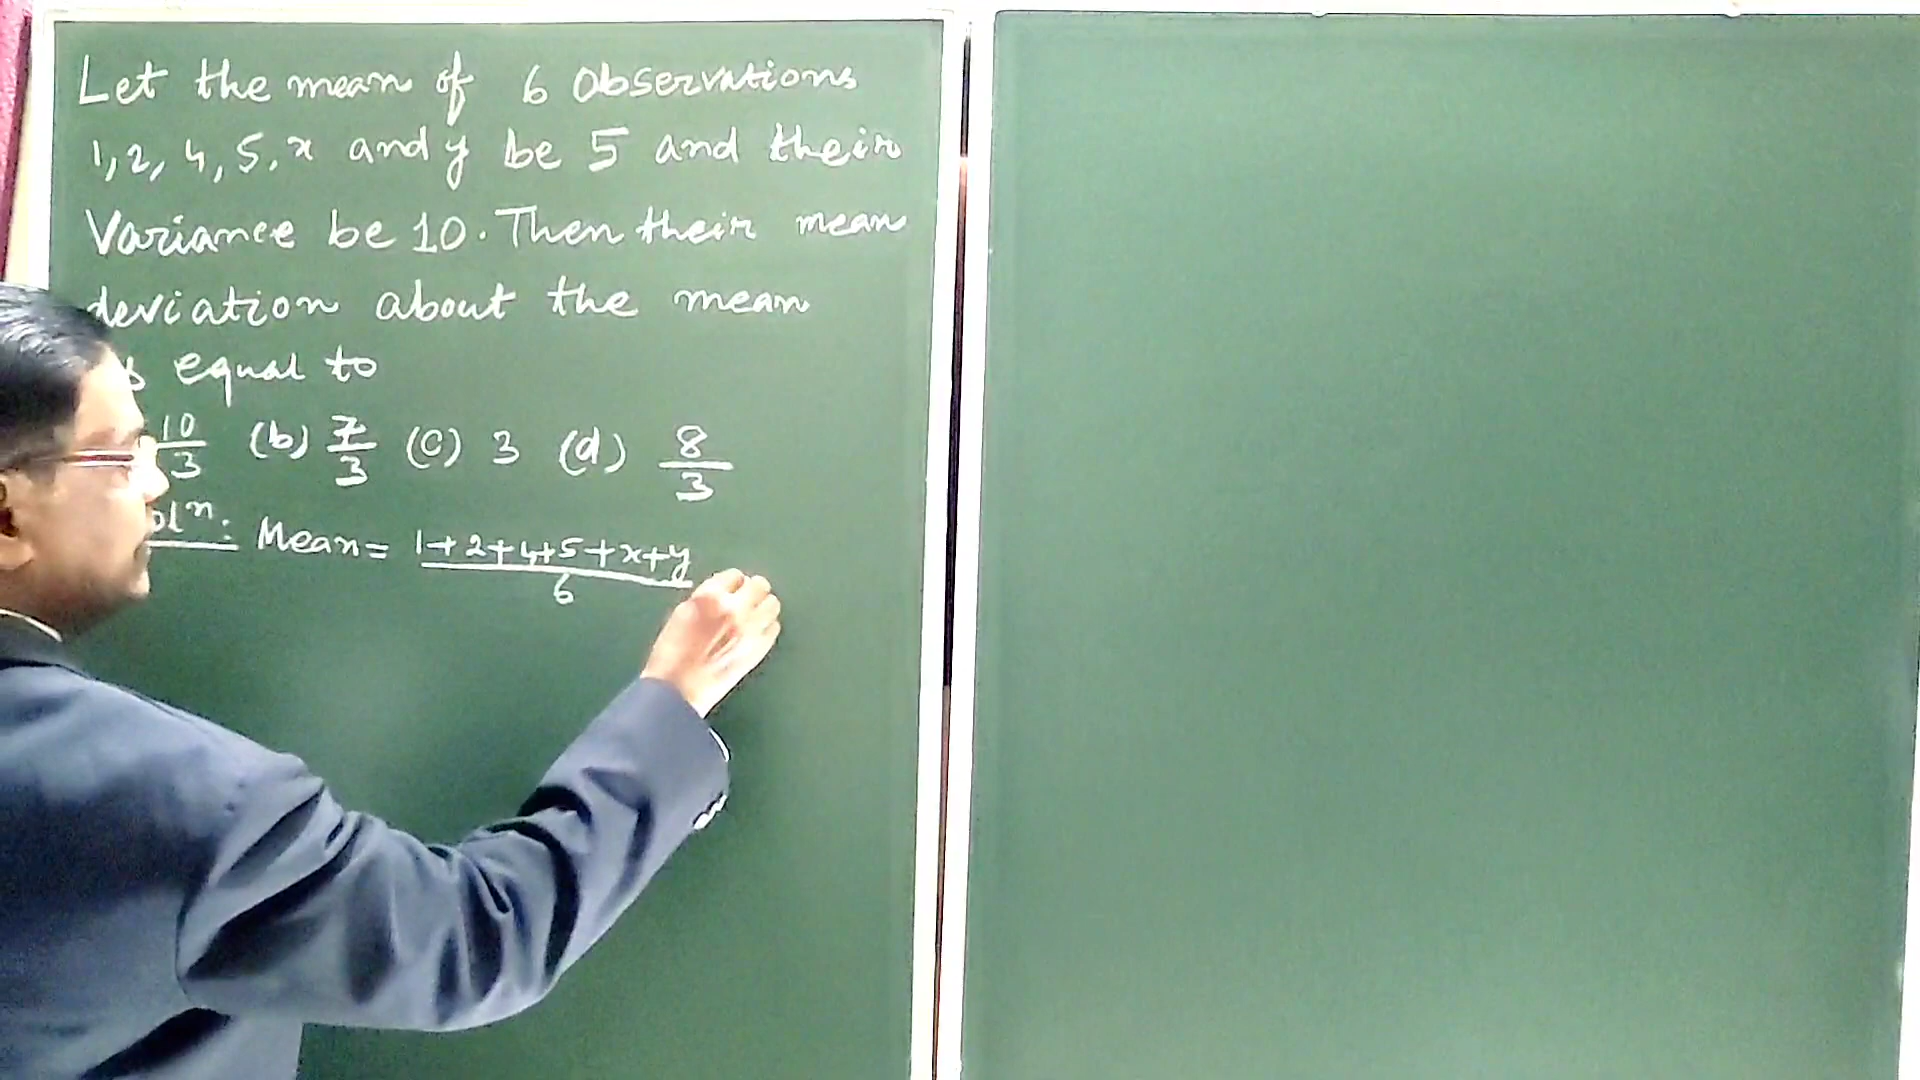 Let the mean of 6 observations
1, 2, 4, 5, x and y be 5 and their
Variance be 10. Then their mean
deviation about the mean
equal to
10/3 (b) 7/3 (c) 3 (d) 8/3
Mean = 1+2+4+5+x+y/6